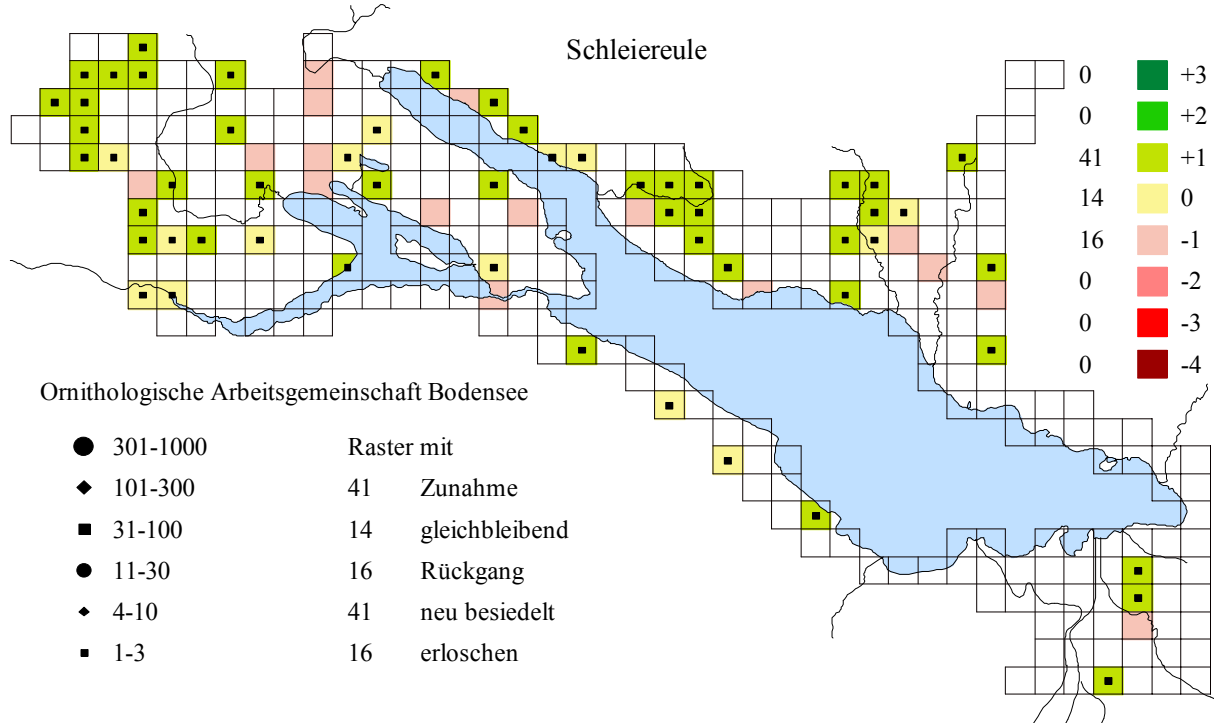 Schleiereule
0 +3
0 +2
41 +1
14 0
16 -1
0 -2
0 -3
0 -4
Ornithologische Arbeitsgemeinschaft Bodensee
301-1000 Raster mit
101-300 41 Zunahme
31-100 14 gleichbleibend
11-30 16 Rückgang
4-10 41 neu besiedelt
1-3 16 erloschen